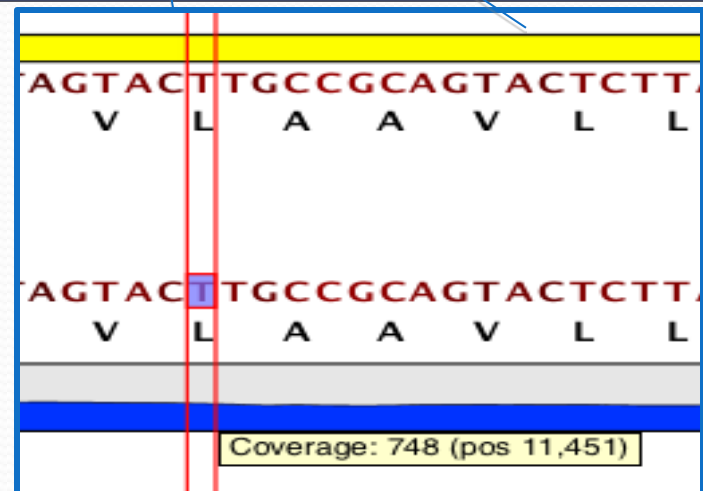 TAGTACTTGCCGCAGTACTCTTA
V L A A V L L
TAGTACTTGCCGCAGTACTCTTA
V L A A V L L
Coverage: 748 (pos 11,451)